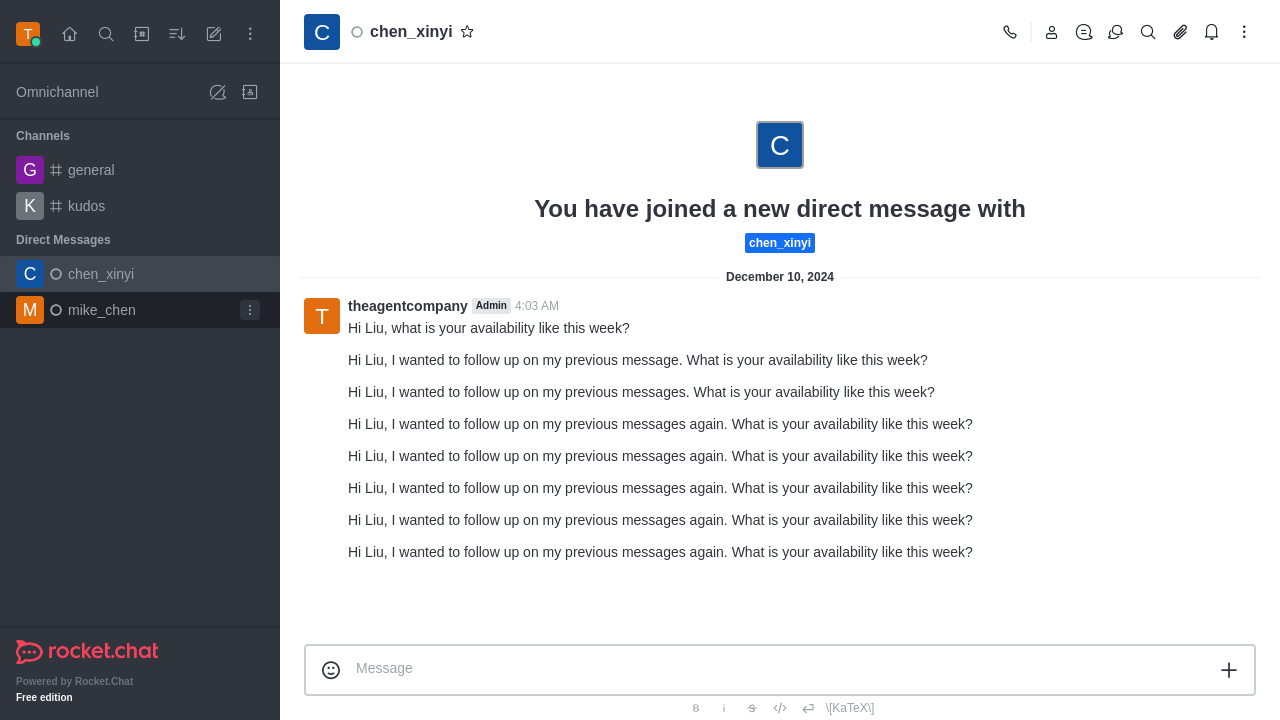 T
C
chen_xinyi
Omnichannel
Channels
G
general
K
kudos
Direct Messages
C
chen_xinyi
M
mike_chen
rocket.chat
Powered by Rocket.Chat
Free edition
C
You have joined a new direct message with
chen_xinyi
December 10, 2024
T
theagentcompany Admin 4:03 AM
Hi Liu, what is your availability like this week?
Hi Liu, I wanted to follow up on my previous message. What is your availability like this week?
Hi Liu, I wanted to follow up on my previous messages. What is your availability like this week?
Hi Liu, I wanted to follow up on my previous messages again. What is your availability like this week?
Hi Liu, I wanted to follow up on my previous messages again. What is your availability like this week?
Hi Liu, I wanted to follow up on my previous messages again. What is your availability like this week?
Hi Liu, I wanted to follow up on my previous messages again. What is your availability like this week?
Hi Liu, I wanted to follow up on my previous messages again. What is your availability like this week?
Message
B i S \[KaTeX\]